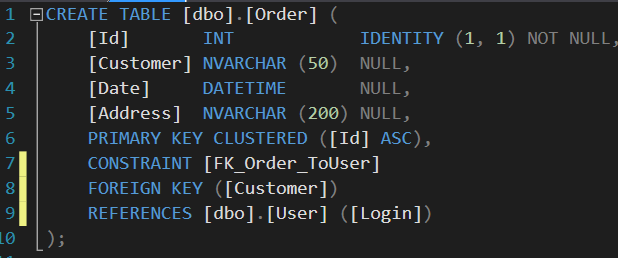 1 CREATE TABLE [dbo].[Order] (
2 [Id] INT IDENTITY (1, 1) NOT NULL,
3 [Customer] NVARCHAR (50) NULL,
4 [Date] DATETIME NULL,
5 [Address] NVARCHAR (200) NULL,
6 PRIMARY KEY CLUSTERED ([Id] ASC),
7 CONSTRAINT [FK_Order_ToUser]
8 FOREIGN KEY ([Customer])
9 REFERENCES [dbo].[User] ([Login])
10 );